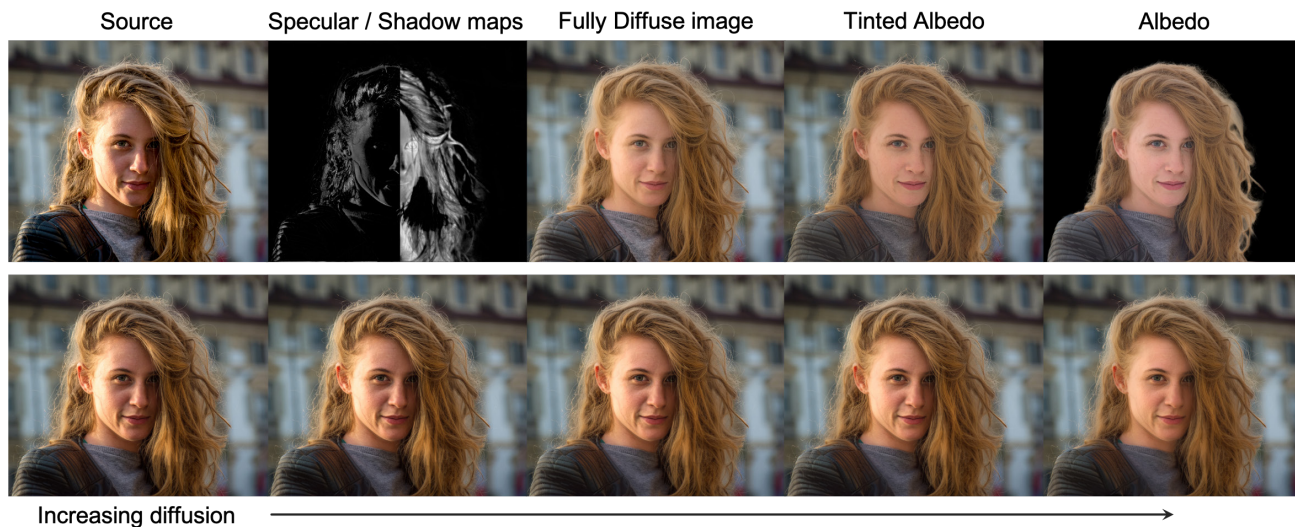 Source
Specular / Shadow maps
Fully Diffuse image
Tinted Albedo
Albedo
Increasing diffusion